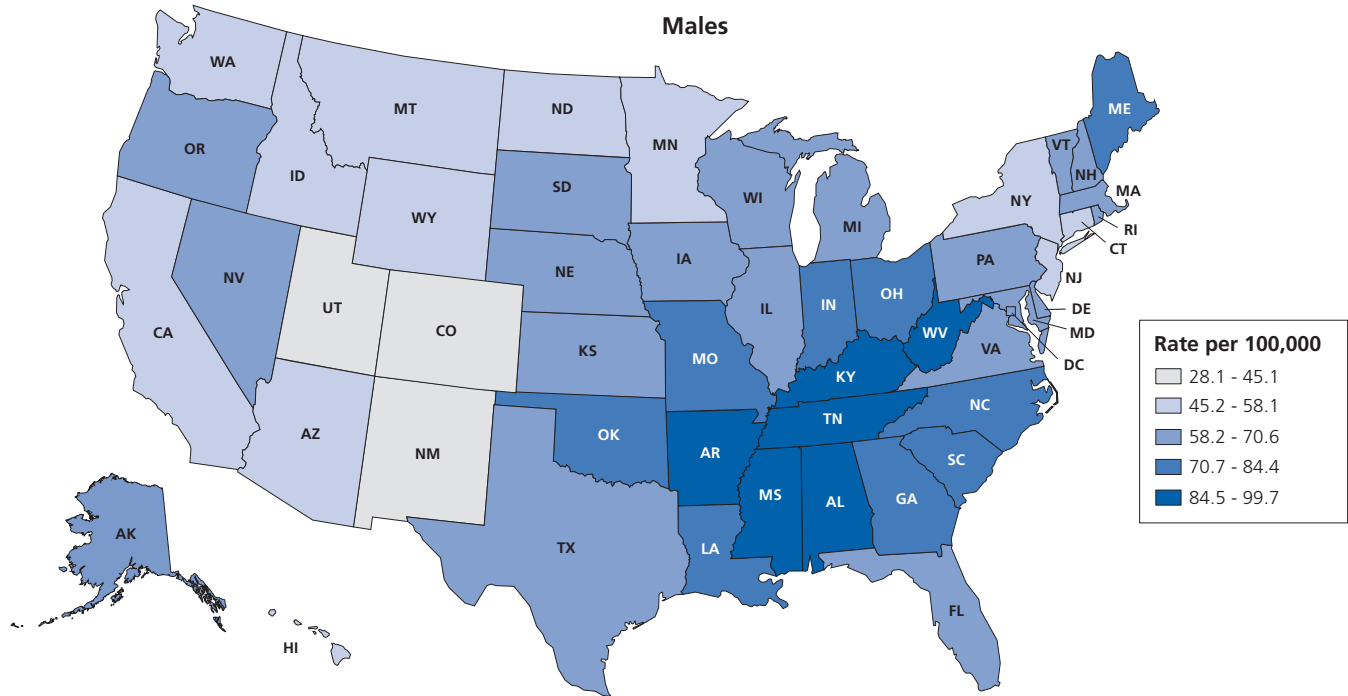 Males
WA
MT
ND
MN
ME
OR
ID
SD
WI
VT
NH
MA
WY
MI
NY
RI
CT
NV
NE
IA
PA
NJ
UT
CO
IL
IN
OH
DE
MD
CA
KS
MO
WV
VA
DC
KY
AZ
NM
OK
AR
TN
NC
SC
MS
AL
GA
AK
TX
LA
FL
HI
Rate per 100,000
28.1 - 45.1
45.2 - 58.1
58.2 - 70.6
70.7 - 84.4
84.5 - 99.7